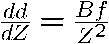 dd/dZ = Bf/Z²